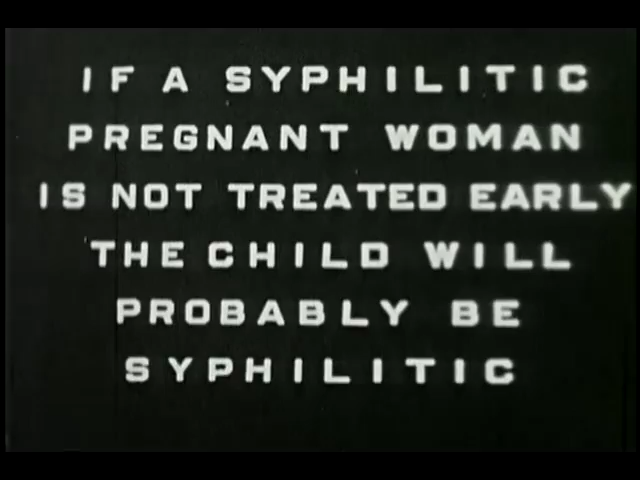 IF A SYPHILITIC
PREGNANT WOMAN
IS NOT TREATED EARLY
THE CHILD WILL
PROBABLY BE
SYPHILITIC